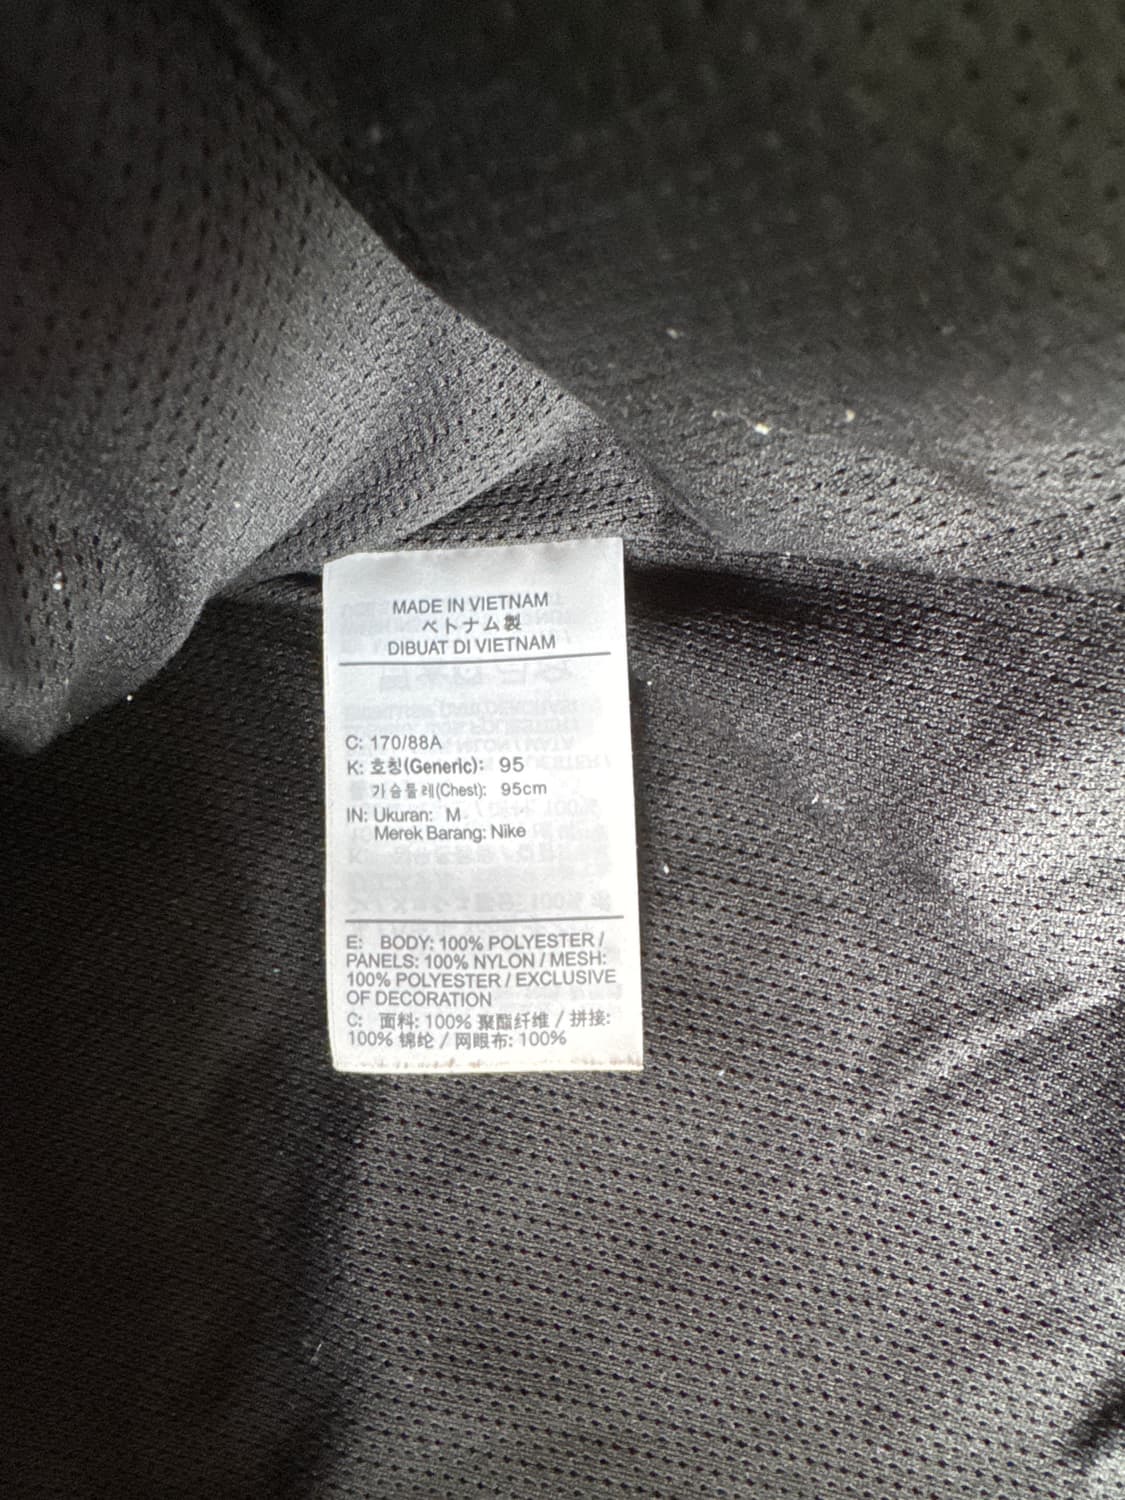 MADE IN VIETNAM
ベトナム製
DIBUAT DI VIETNAM
C: 170/88A
K: 호칭(Generic): 95
가슴둘레(Chest): 95cm
IN: Ukuran: M
Merek Barang: Nike
E: BODY: 100% POLYESTER /
PANELS: 100% NYLON / MESH:
100% POLYESTER / EXCLUSIVE
OF DECORATION
C: 面料: 100% 聚酯纤维 / 拼接:
100% 锦纶 / 网眼布: 100%